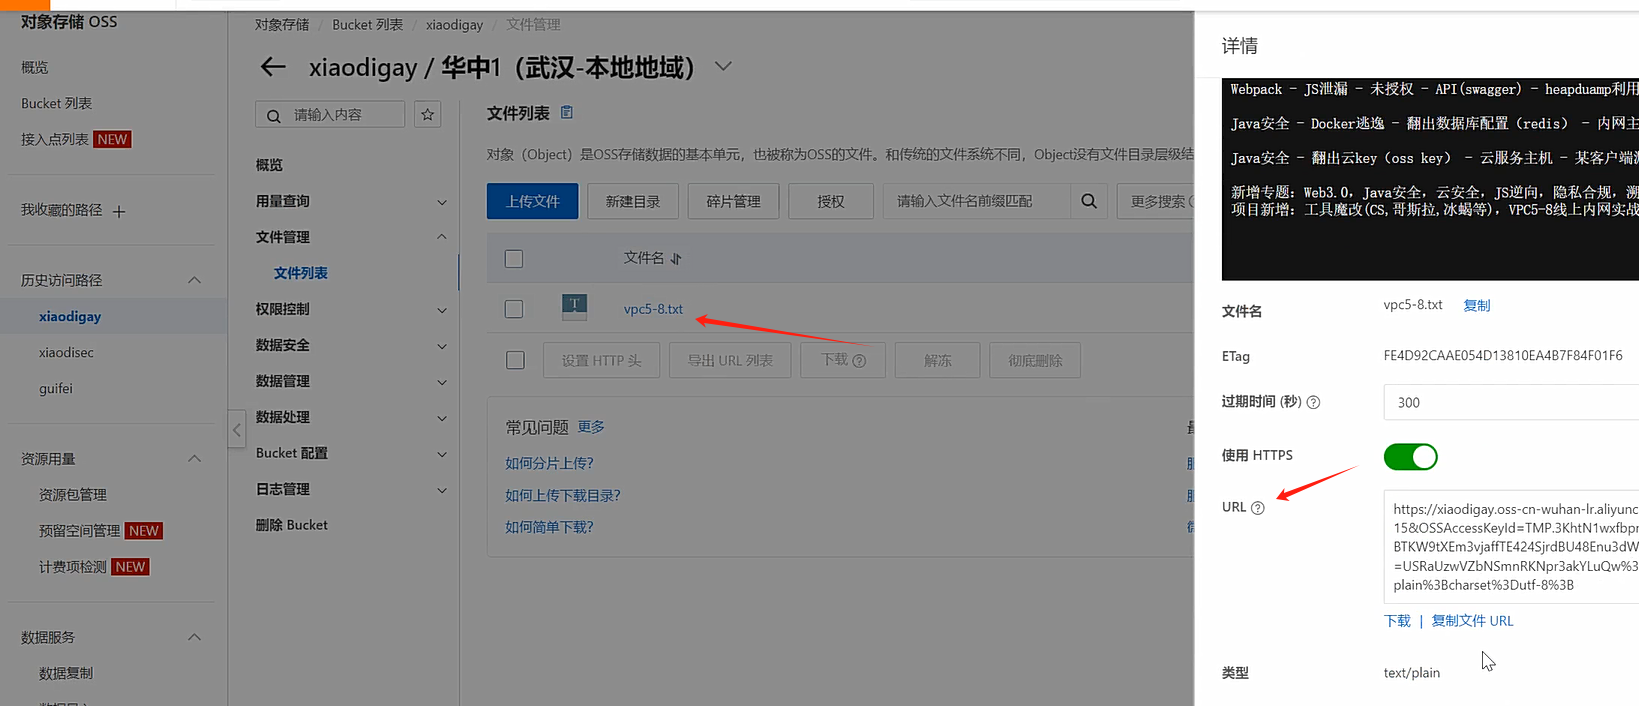 对象存储 OSS
概览
Bucket 列表
接入点列表 NEW
我收藏的路径
历史访问路径
xiaodigay
xiaodisec
guifei
资源用量
资源包管理
预留空间管理 NEW
计费项检测 NEW
数据服务
数据复制
对象存储 / Bucket 列表 / xiaodigay / 文件管理
xiaodigay / 华中1（武汉-本地地域）
请输入内容
概览
用量查询
文件管理
文件列表
权限控制
数据安全
数据管理
数据处理
Bucket 配置
日志管理
删除 Bucket
文件列表
对象（Object）是OSS存储数据的基本单元，也被称为OSS的文件。和传统的文件系统不同，Object没有文件目录层级结
上传文件 新建目录 碎片管理 授权 请输入文件名前缀匹配 更多搜索
文件名
T
vpc5-8.txt
设置 HTTP 头 导出 URL 列表 下载 解冻 彻底删除
常见问题 更多
如何分片上传?
如何上传下载目录?
如何简单下载?
详情
Webpack - JS泄漏 - 未授权 - API(swagger) - heapduamp利用
Java安全 - Docker逃逸 - 翻出数据库配置（redis） - 内网主
Java安全 - 翻出云key（oss key） - 云服务主机 - 某客户端
新增专题：Web3.0，Java安全，云安全，JS逆向，隐私合规，溯
项目新增：工具魔改(CS,哥斯拉,冰蝎等)，VPC5-8线上内网实战
文件名 vpc5-8.txt 复制
ETag FE4D92CAAE054D13810EA4B7F84F01F6
过期时间 (秒) 300
使用 HTTPS
URL
https://xiaodigay.oss-cn-wuhan-lr.aliyunc
15&OSSAccessKeyId=TMP.3KhtN1wxfbpr
BTKW9tXEm3vjaffTE424SjrdBU48Enu3dW
=USRaUzwVZbNSmnRKNpr3akYLuQw%3
plain%3Bcharset%3Dutf-8%3B
下载 | 复制文件 URL
类型 text/plain